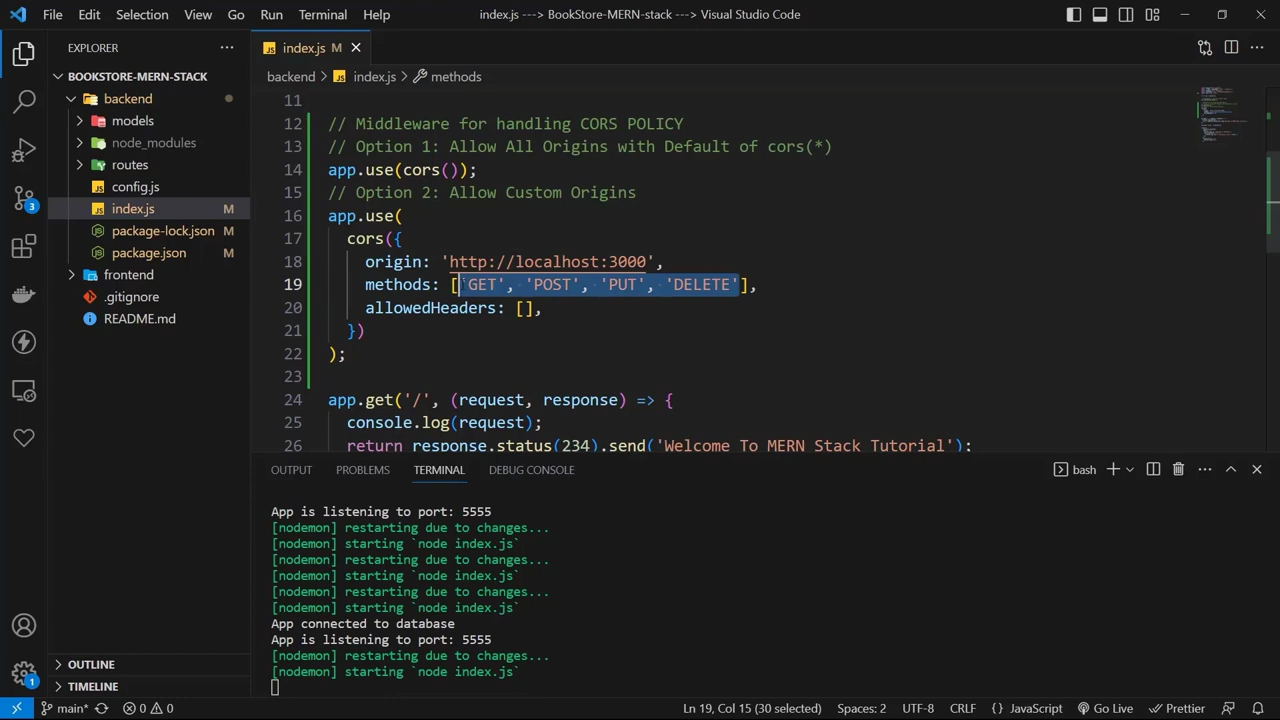 File Edit Selection View Go Run Terminal Help index.js ---> BookStore-MERN-stack ---> Visual Studio Code
EXPLORER
BOOKSTORE-MERN-STACK
backend
models
node_modules
routes
config.js
index.js M
package-lock.json M
package.json M
frontend
.gitignore
README.md
OUTLINE
TIMELINE
3
1
index.js M
backend > index.js > methods
11
12 // Middleware for handling CORS POLICY
13 // Option 1: Allow All Origins with Default of cors(*)
14 app.use(cors());
15 // Option 2: Allow Custom Origins
16 app.use(
17 cors({
18 origin: 'http://localhost:3000',
19 methods: ['GET', 'POST', 'PUT', 'DELETE'],
20 allowedHeaders: [],
21 })
22 );
23
24 app.get('/', (request, response) => {
25 console.log(request);
26 return response.status(234).send('Welcome To MERN Stack Tutorial');
OUTPUT PROBLEMS TERMINAL DEBUG CONSOLE bash
App is listening to port: 5555
[nodemon] restarting due to changes...
[nodemon] starting `node index.js`
[nodemon] restarting due to changes...
[nodemon] starting `node index.js`
[nodemon] restarting due to changes...
[nodemon] starting `node index.js`
App connected to database
App is listening to port: 5555
[nodemon] restarting due to changes...
[nodemon] starting `node index.js`
main* 0 0 Ln 19, Col 15 (30 selected) Spaces: 2 UTF-8 CRLF JavaScript Go Live Prettier